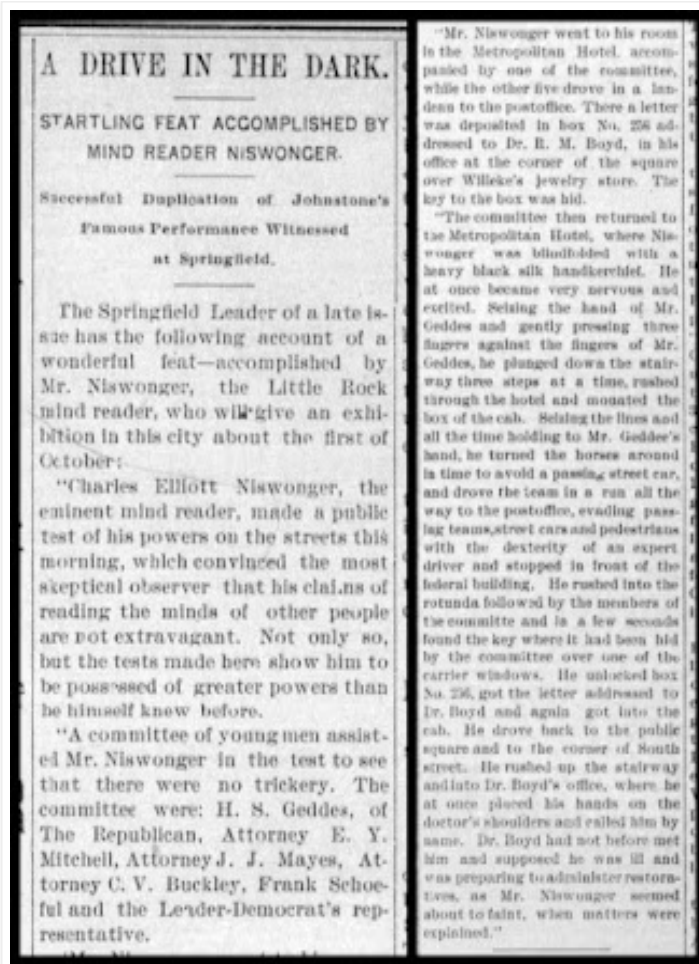 A DRIVE IN THE DARK.
STARTLING FEAT ACCOMPLISHED BY
MIND READER NISWONGER.
Successful Duplication of Johnstone's
Famous Performance Witnessed
at Springfield.
The Springfield Leader of a late is-
sue has the following account of a
wonderful feat—accomplished by
Mr. Niswonger, the Little Rock
mind reader, who will give an exhi-
bition in this city about the first of
October:
"Charles Elliott Niswonger, the
eminent mind reader, made a public
test of his powers on the streets this
morning, which convinced the most
skeptical observer that his claims of
reading the minds of other people
are not extravagant. Not only so,
but the tests made here show him to
be possessed of greater powers than
he himself knew before.
"A committee of young men assist-
ed Mr. Niswonger in the test to see
that there were no trickery. The
committee were: H. S. Geddes, of
The Republican, Attorney E. Y.
Mitchell, Attorney J. J. Mayes, At-
torney C. V. Buckley, Frank Schoe-
ful and the Leader-Democrat's rep-
resentative.
"Mr. Niswonger went to his room
in the Metropolitan Hotel, accom-
panied by one of the committee,
while the other five drove in a lan-
deau to the postoffice. There a letter
was deposited in box No. 256 ad-
dressed to Dr. R. M. Boyd, in his
office at the corner of the square
over Willeke's jewelry store. The
key to the box was hid.
"The committee then returned to
the Metropolitan Hotel, where Nis-
wonger was blindfolded with a
heavy black silk handkerchief. He
at once became very nervous and
excited. Seizing the hand of Mr.
Geddes and gently pressing three
fingers against the fingers of Mr.
Geddes, he plunged down the stair-
way three steps at a time, rushed
through the hotel and mounted the
box of the cab. Seizing the lines and
all the time holding to Mr. Geddes's
hand, he turned the horses around
in time to avoid a passing street car,
and drove the team in a run all the
way to the postoffice, evading pass-
ing teams, street cars and pedestrians
with the dexterity of an expert
driver and stopped in front of the
federal building. He rushed into the
rotunda followed by the members of
the committe and in a few seconds
found the key where it had been hid
by the committee over one of the
carrier windows. He unlocked box
No. 256, got the letter addressed to
Dr. Boyd and again got into the
cab. He drove back to the public
square and to the corner of South
street. He rushed up the stairway
and into Dr. Boyd's office, where he
at once placed his hands on the
doctor's shoulders and called him by
name. Dr. Boyd had not before met
him and supposed he was ill and
was preparing to administer restora-
tives, as Mr. Niswonger seemed
about to faint, when matters were
explained."